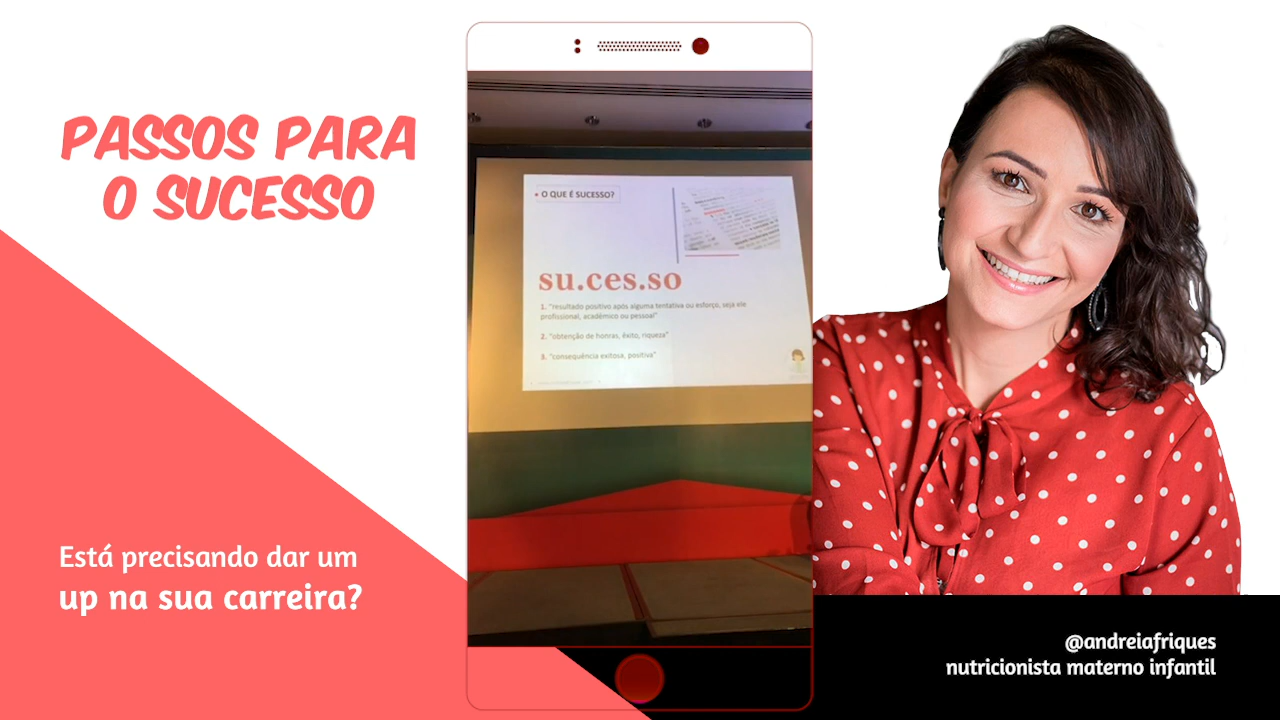 PASSOS PARA
O SUCESSO
O QUE É SUCESSO?
su.ces.so
1. "resultado positivo após alguma tentativa ou esforço, seja ele
profissional, acadêmico ou pessoal"
2. "obtenção de honras, êxito, riqueza"
3. "consequência exitosa, positiva"
Está precisando dar um
up na sua carreira?
@andreiafriques
nutricionista materno infantil